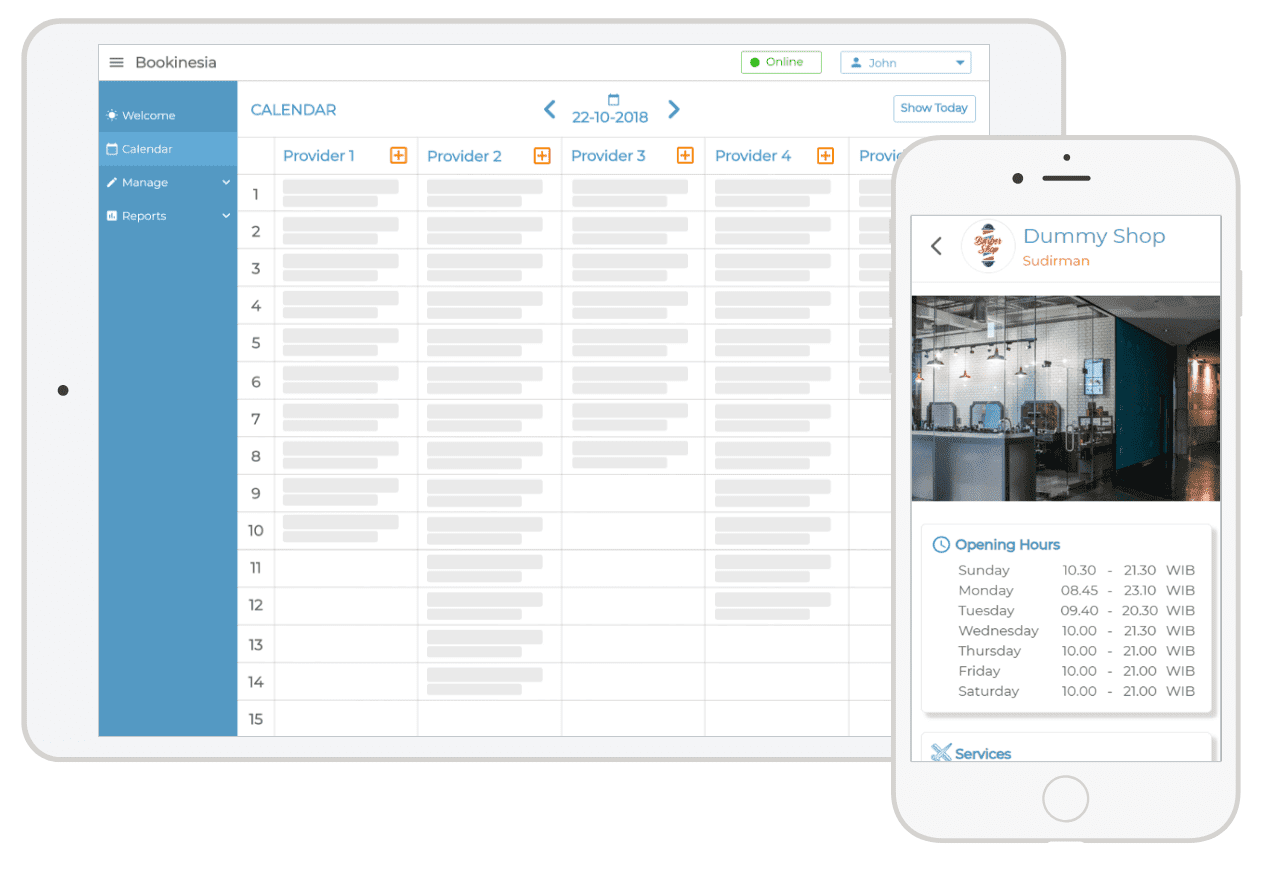 Bookinesia
Online
John
Welcome
Calendar
Manage
Reports
CALENDAR
22-10-2018
Show Today
Provider 1
Provider 2
Provider 3
Provider 4
Provi
1
2
3
4
5
6
7
8
9
10
11
12
13
14
15
Barber
Shop
Dummy Shop
Sudirman
Opening Hours
Sunday 10.30 - 21.30 WIB
Monday 08.45 - 23.10 WIB
Tuesday 09.40 - 20.30 WIB
Wednesday 10.00 - 21.30 WIB
Thursday 10.00 - 21.00 WIB
Friday 10.00 - 21.00 WIB
Saturday 10.00 - 21.00 WIB
Services